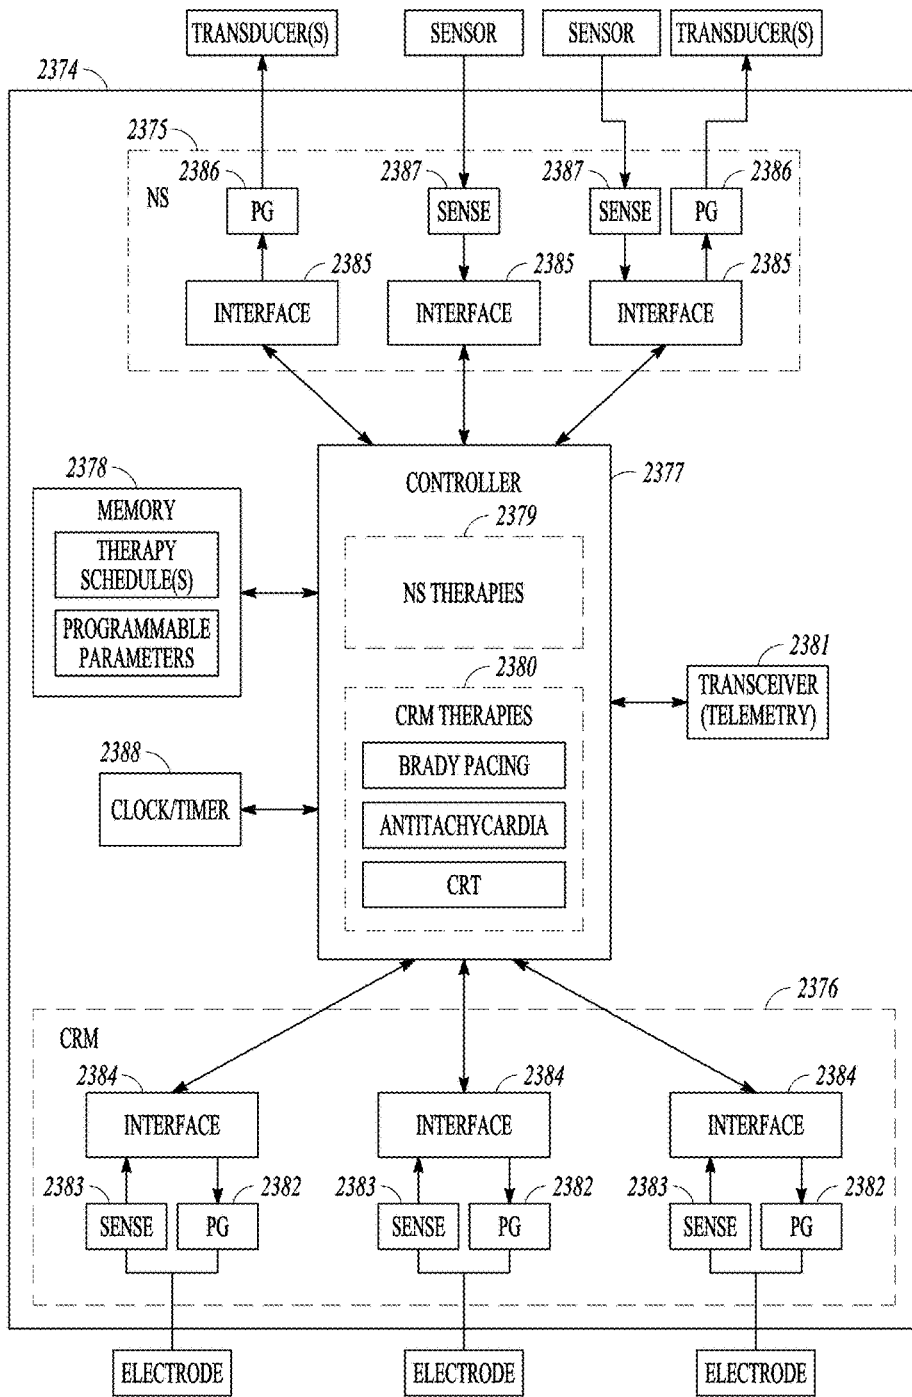 TRANSDUCER(S)
SENSOR
SENSOR
TRANSDUCER(S)
2374
2375
NS
2386
2387
2387
2386
PG
SENSE
SENSE
PG
2385
2385
2385
INTERFACE
INTERFACE
INTERFACE
2378
MEMORY
THERAPY
SCHEDULE(S)
PROGRAMMABLE
PARAMETERS
2377
CONTROLLER
2379
NS THERAPIES
2380
CRM THERAPIES
BRADY PACING
ANTITACHYCARDIA
CRT
2381
TRANSCEIVER
(TELEMETRY)
2388
CLOCK/TIMER
2376
CRM
2384
2384
2384
INTERFACE
INTERFACE
INTERFACE
2383
2382
2383
2382
2383
2382
SENSE
PG
SENSE
PG
SENSE
PG
ELECTRODE
ELECTRODE
ELECTRODE